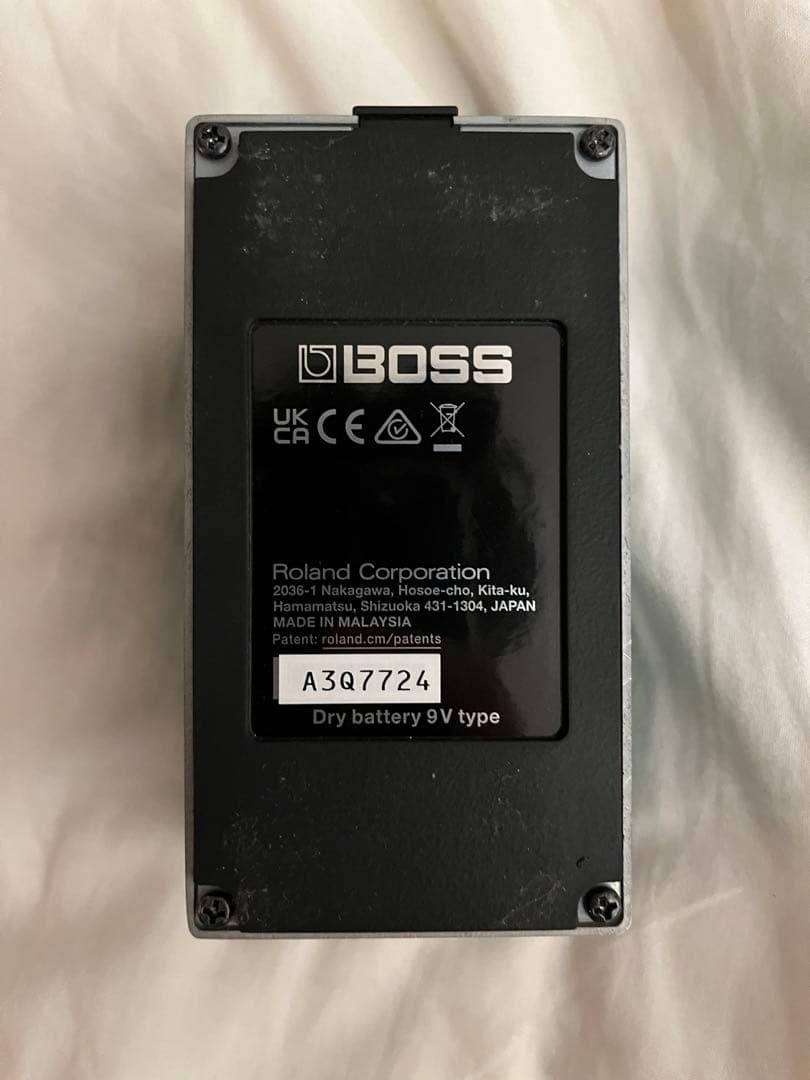 BOSS
UK
CA CE
Roland Corporation
2036-1 Nakagawa, Hosoe-cho, Kita-ku,
Hamamatsu, Shizuoka 431-1304, JAPAN
MADE IN MALAYSIA
Patent: roland.cm/patents
A3Q7724
Dry battery 9V type